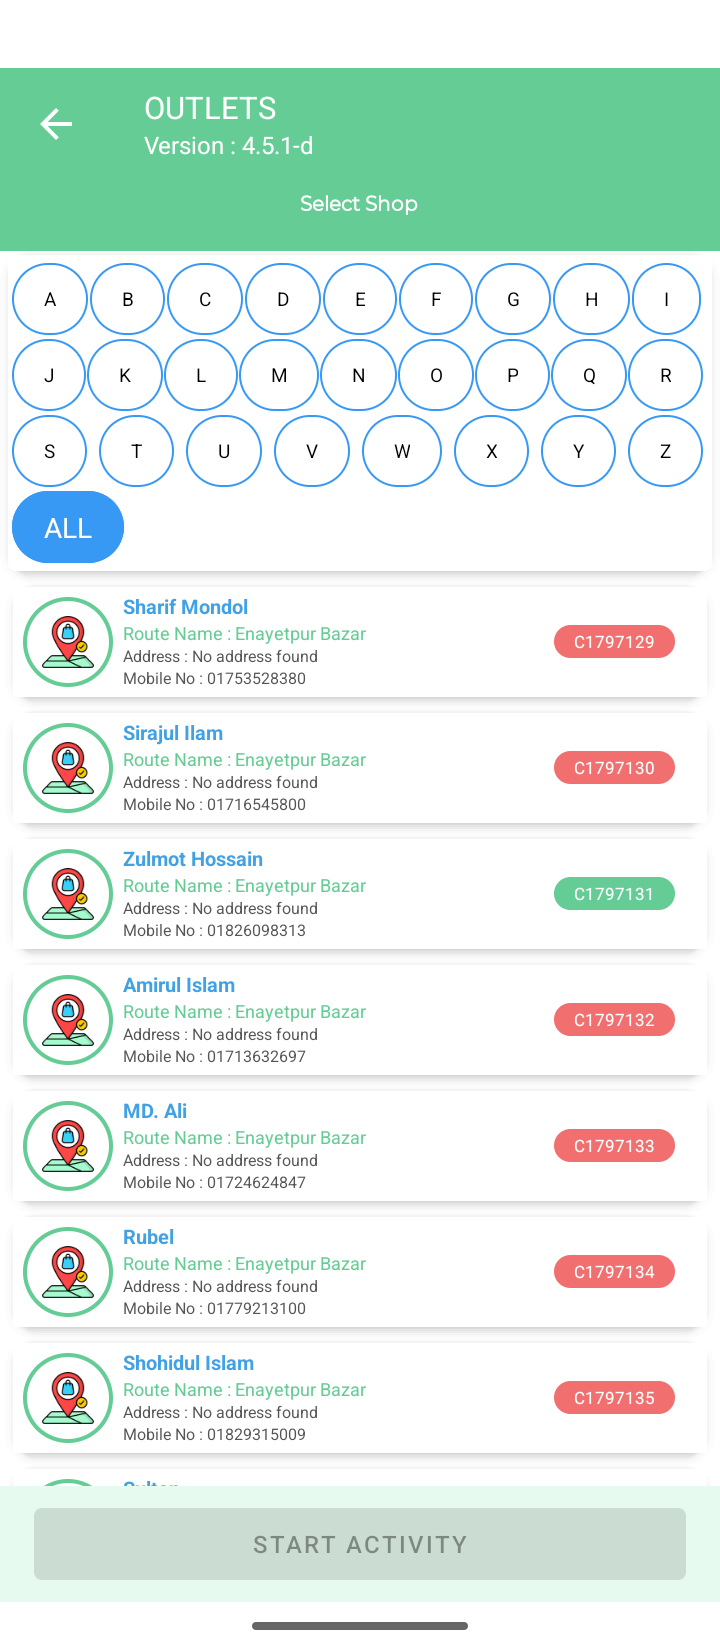 OUTLETS
Version : 4.5.1-d
Select Shop
A B C D E F G H I
J K L M N O P Q R
S T U V W X Y Z
ALL
Sharif Mondol
Route Name : Enayetpur Bazar
Address : No address found
Mobile No : 01753528380
C1797129
Sirajul Ilam
Route Name : Enayetpur Bazar
Address : No address found
Mobile No : 01716545800
C1797130
Zulmot Hossain
Route Name : Enayetpur Bazar
Address : No address found
Mobile No : 01826098313
C1797131
Amirul Islam
Route Name : Enayetpur Bazar
Address : No address found
Mobile No : 01713632697
C1797132
MD. Ali
Route Name : Enayetpur Bazar
Address : No address found
Mobile No : 01724624847
C1797133
Rubel
Route Name : Enayetpur Bazar
Address : No address found
Mobile No : 01779213100
C1797134
Shohidul Islam
Route Name : Enayetpur Bazar
Address : No address found
Mobile No : 01829315009
C1797135
START ACTIVITY